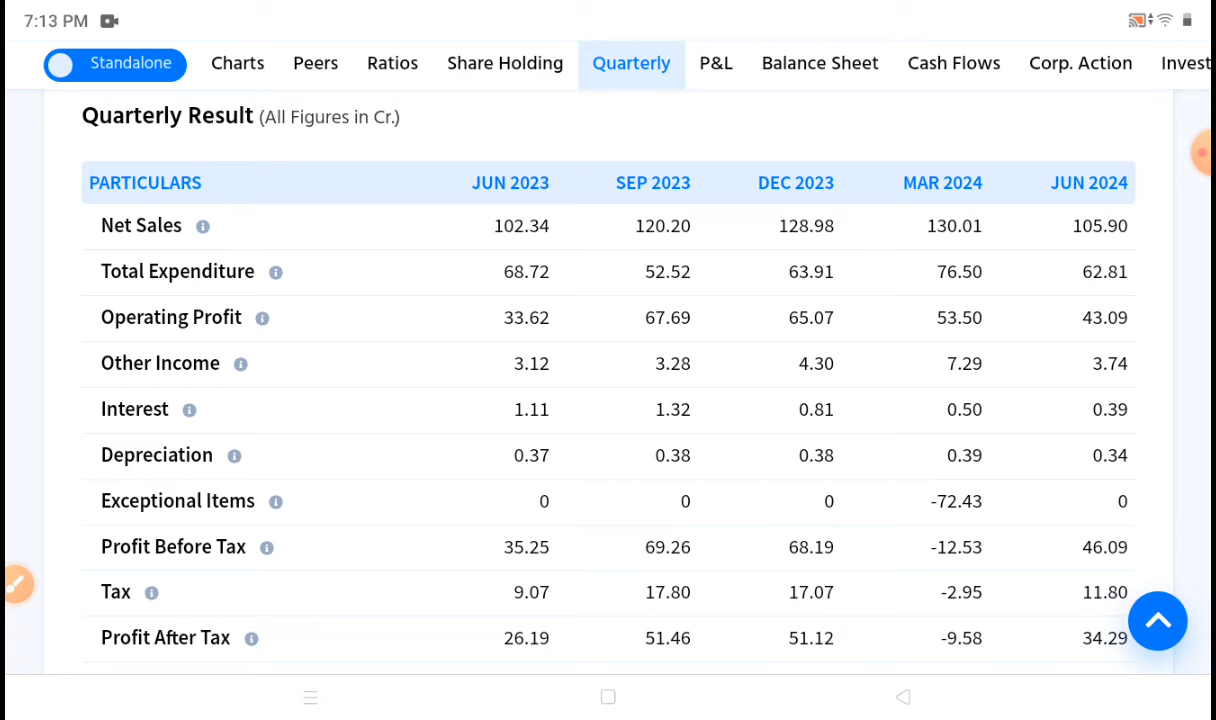 7:13 PM
Standalone Charts Peers Ratios Share Holding Quarterly P&L Balance Sheet Cash Flows Corp. Action Invest
Quarterly Result (All Figures in Cr.)
PARTICULARS JUN 2023 SEP 2023 DEC 2023 MAR 2024 JUN 2024
Net Sales 102.34 120.20 128.98 130.01 105.90
Total Expenditure 68.72 52.52 63.91 76.50 62.81
Operating Profit 33.62 67.69 65.07 53.50 43.09
Other Income 3.12 3.28 4.30 7.29 3.74
Interest 1.11 1.32 0.81 0.50 0.39
Depreciation 0.37 0.38 0.38 0.39 0.34
Exceptional Items 0 0 0 -72.43 0
Profit Before Tax 35.25 69.26 68.19 -12.53 46.09
Tax 9.07 17.80 17.07 -2.95 11.80
Profit After Tax 26.19 51.46 51.12 -9.58 34.29